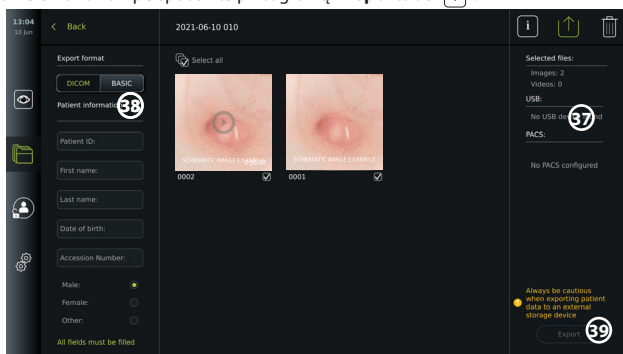 13:04
10 Jun
Back
2021-06-10 010
i
Export format
DICOM BASIC
Patient information
38
Patient ID:
First name:
Last name:
Date of birth:
Accession Number:
Male:
Female:
Other:
All fields must be filled
Select all
SCHEMATIC IMAGE EXAMPLE
0002
SCHEMATIC IMAGE EXAMPLE
0001
Selected files:
Images: 2
Videos: 0
USB:
No USB
37
PACS:
No PACS configured
Always be cautious
when exporting patient
data to an external
storage device
Export
39